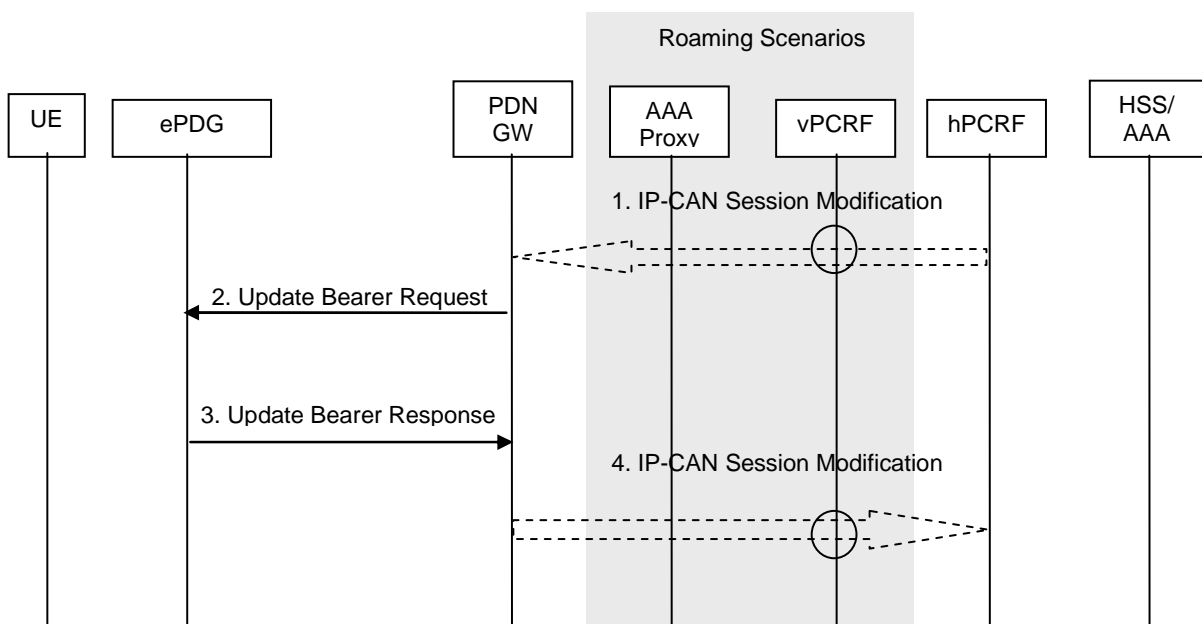 Roaming Scenarios
UE
ePDG
PDN
GW
AAA
Proxy
vPCRF
hPCRF
HSS/
AAA
1. IP-CAN Session Modification
2. Update Bearer Request
3. Update Bearer Response
4. IP-CAN Session Modification